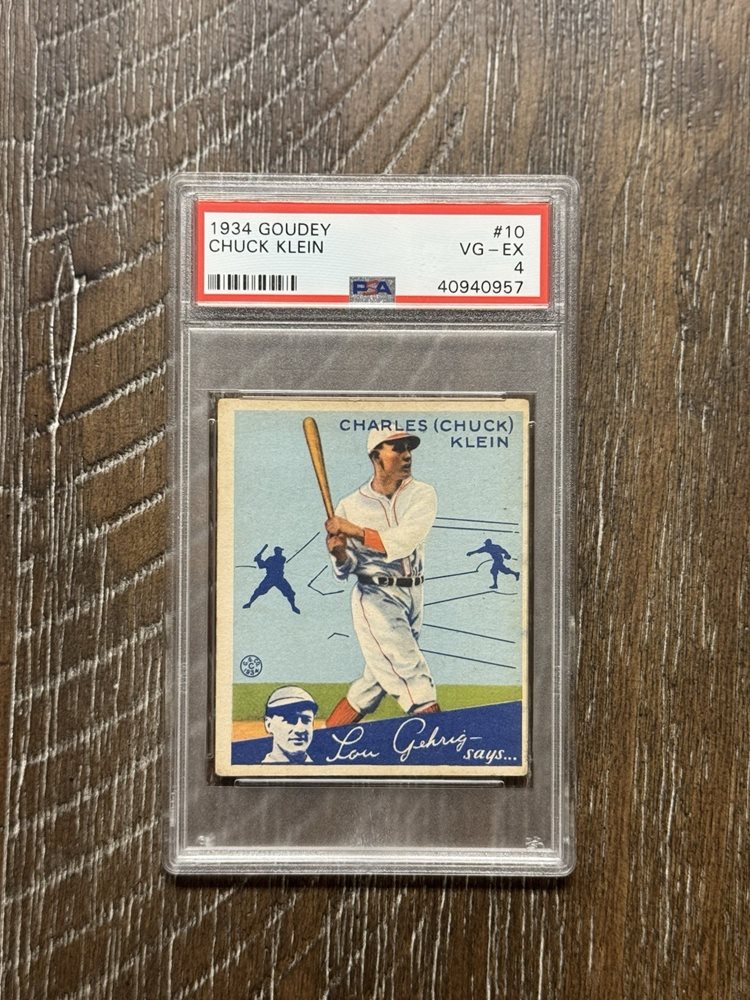 1934 GOUDEY #10
CHUCK KLEIN VG-EX
4
PSA 40940957
CHARLES (CHUCK)
KLEIN
Lou Gehrig-
says...